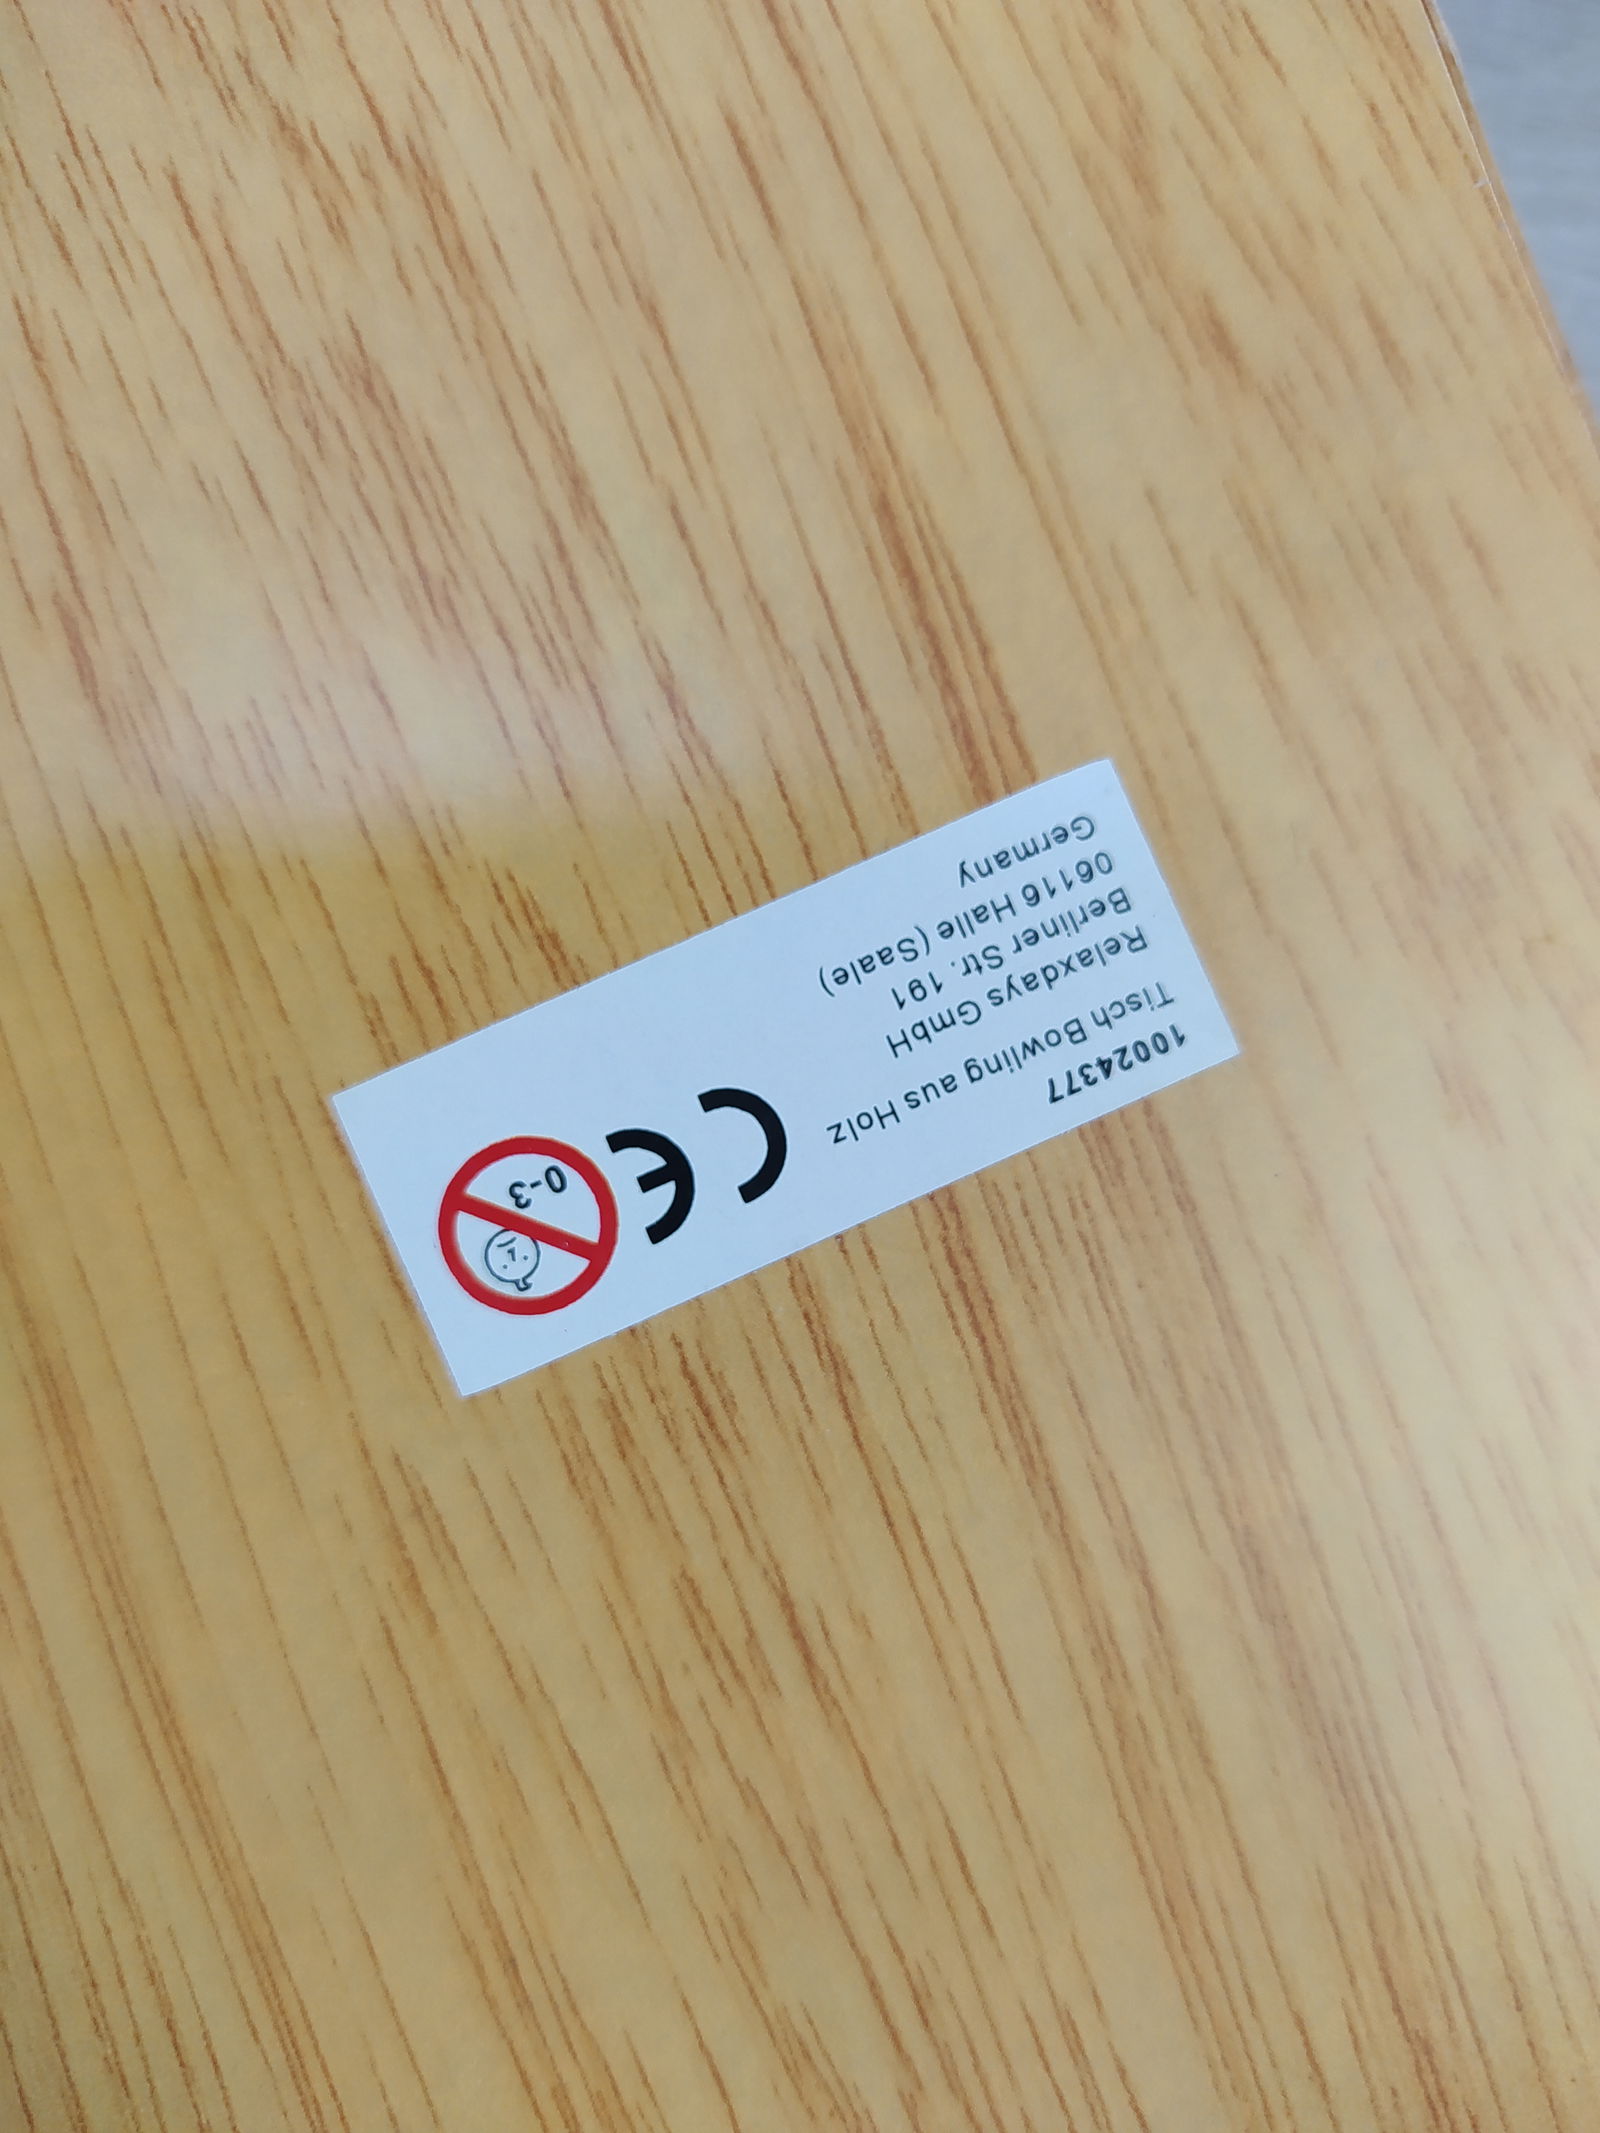 10024377
Tisch Bowling aus Holz
Relaxdays GmbH
Berliner Str. 191
06116 Halle (Saale)
Germany
CE
0-3